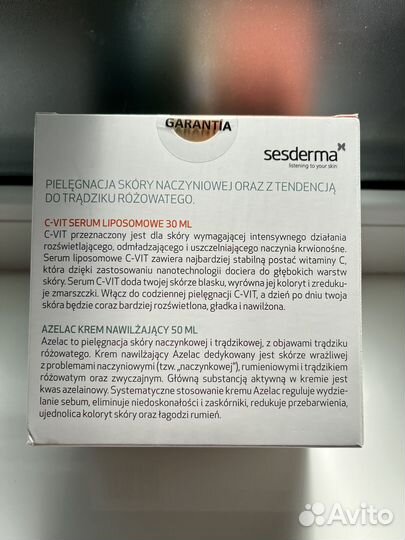 GARANTÍA
sesderma
listening to your skin
PIELĘGNACJA SKÓRY NACZYNIOWEJ ORAZ Z TENDENCJĄ
DO TRĄDZIKU RÓŻOWATEGO.
C-VIT SERUM LIPOSOMOWE 30 ML
C-VIT przeznaczony jest dla skóry wymagającej intensywnego działania
rozświetlającego, odmładzającego i uszczelniającego naczynia krwionośne.
Serum liposomowe C-VIT zawiera najbardziej stabilną postać witaminy C,
która dzięki zastosowaniu nanotechnologii dociera do głębokich warstw
skóry. Serum C-VIT doda twojej skórze blasku, wyrówna jej koloryt i zreduku-
je zmarszczki. Włącz do codziennej pielęgnacji C-VIT, a dzień po dniu twoja
skóra będzie coraz bardziej rozświetlona, gładka i nawilżona.
AZELAC KREM NAWILŻAJĄCY 50 ML
Azelac to pielęgnacja skóry naczynkowej i trądzikowej, z objawami trądziku
różowatego. Krem nawilżający Azelac dedykowany jest skórze wrażliwej
z problemami naczyniowymi (tzw. „naczynkowej"), rumieniowymi i trądzikiem
różowatym oraz zwyczajnym. Główną substancją aktywną w kremie jest
kwas azelainowy. Systematyczne stosowanie kremu Azelac reguluje wydzie-
lanie sebum, eliminuje niedoskonałości i zaskórniki, redukuje przebarwienia,
ujednolica koloryt skóry oraz łagodzi rumień.
Avito